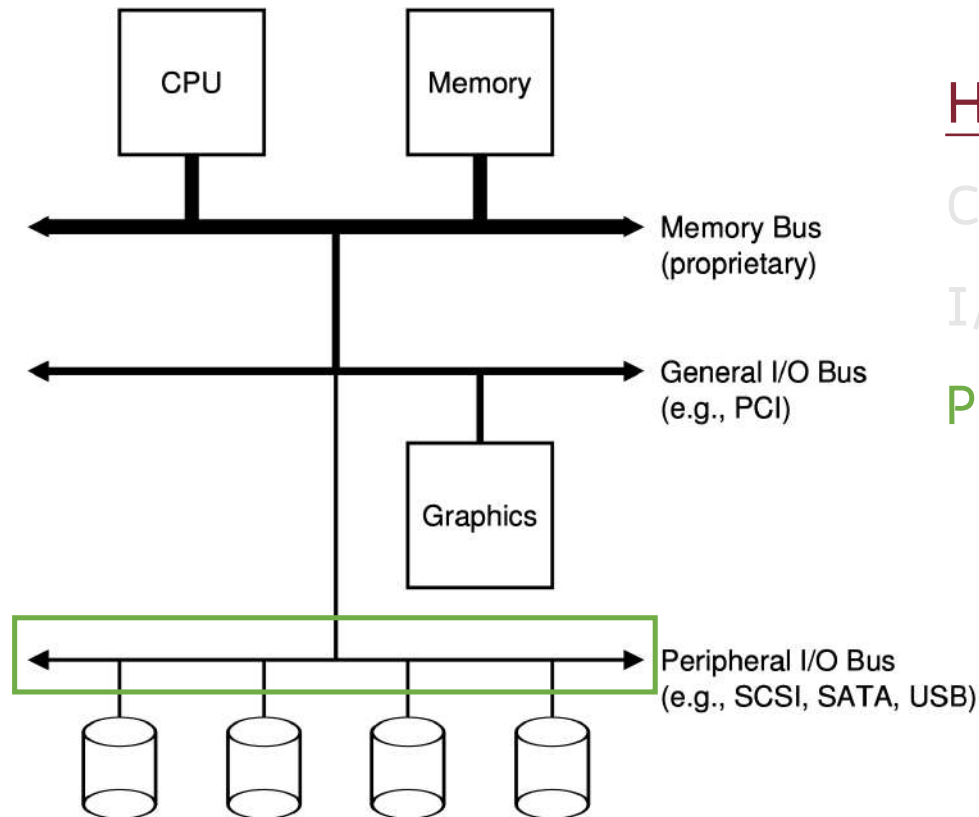 CPU
Memory
H
C
Memory Bus
(proprietary)
I/
General I/O Bus
(e.g., PCI)
P
Graphics
Peripheral I/O Bus
(e.g., SCSI, SATA, USB)